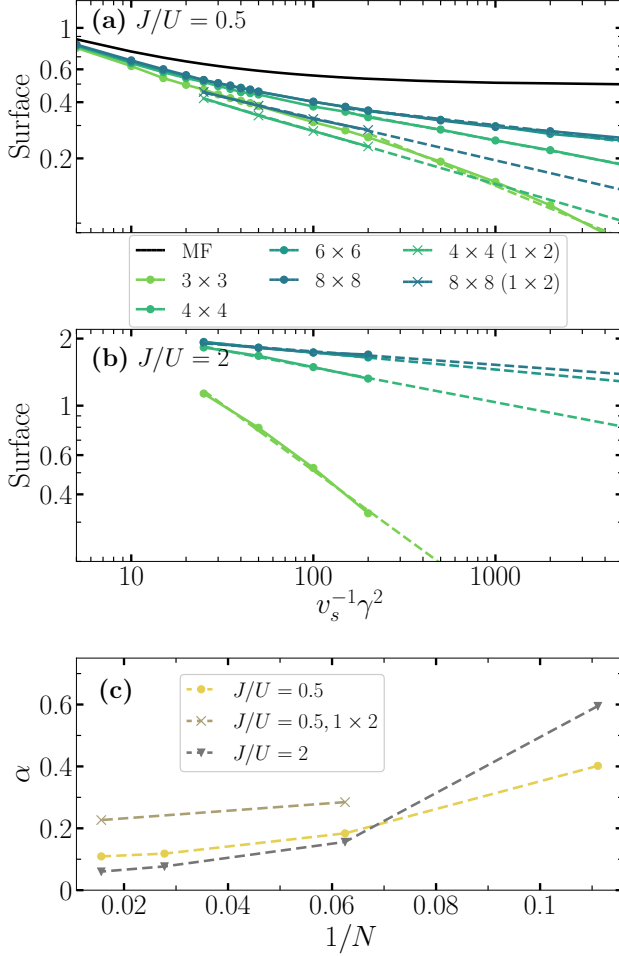 (a) J/U = 0.5
1
0.6
0.4
0.2
Surface
MF
3 × 3
4 × 4
6 × 6
8 × 8
4 × 4 (1 × 2)
8 × 8 (1 × 2)
(b) J/U = 2
2
1
0.4
Surface
10
100
1000
v_s^{-1}γ^2
(c)
J/U = 0.5
J/U = 0.5, 1 × 2
J/U = 2
0.6
0.4
0.2
0
α
0.02
0.04
0.06
0.08
0.1
1/N